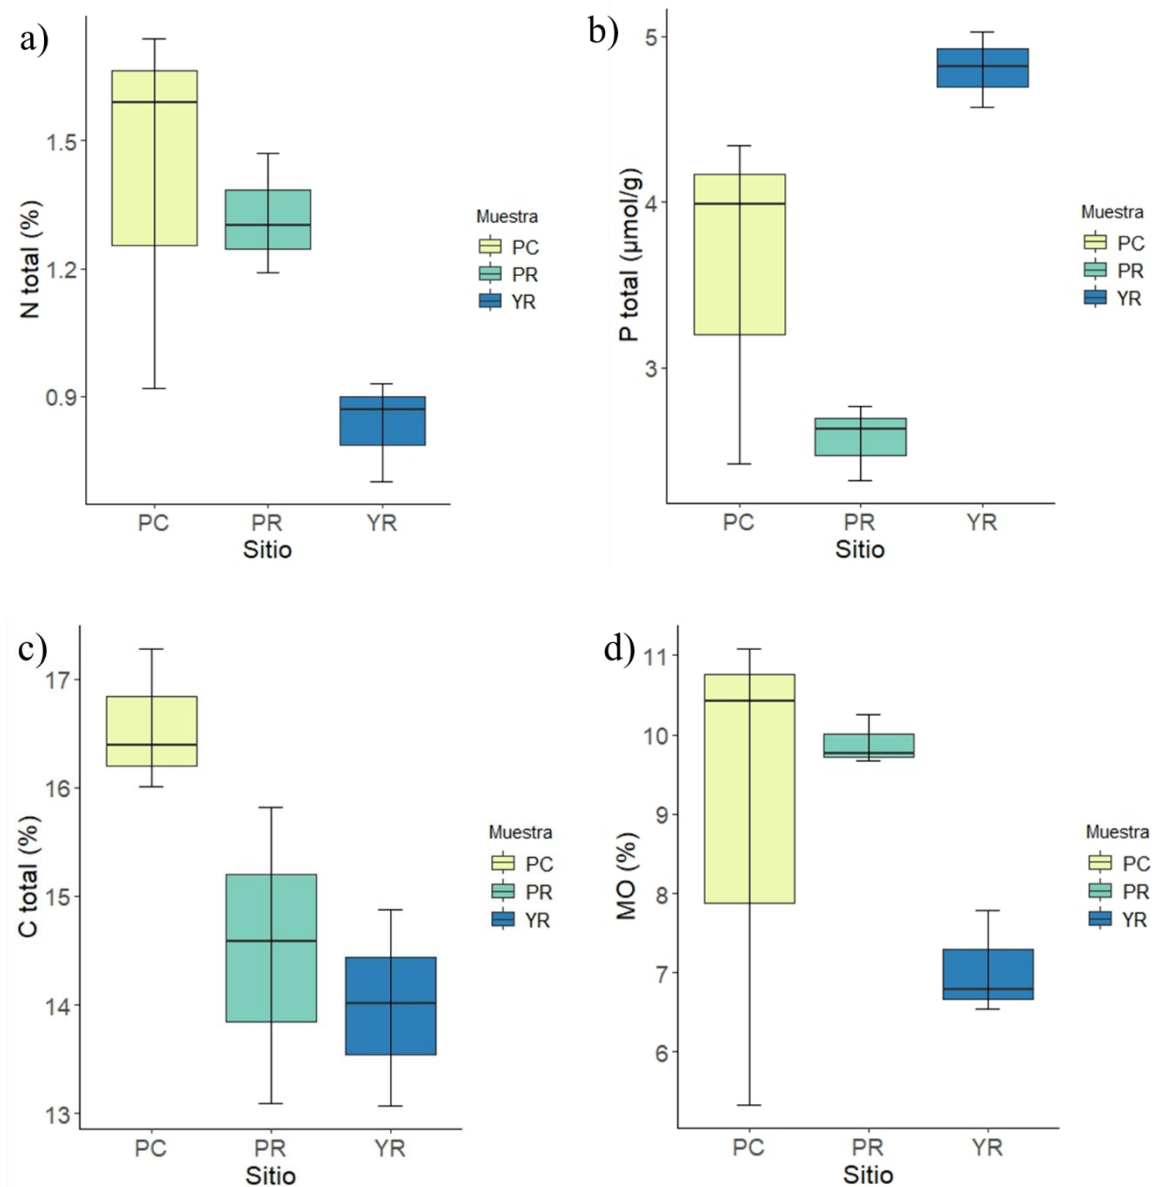 a)
N total (%)
1.5
1.2
0.9
PC PR YR
Sitio
Muestra
PC
PR
YR
b)
P total (µmol/g)
5
4
3
PC PR YR
Sitio
Muestra
PC
PR
YR
c)
C total (%)
17
16
15
14
13
PC PR YR
Sitio
Muestra
PC
PR
YR
d)
MO (%)
11
10
9
8
7
6
PC PR YR
Sitio
Muestra
PC
PR
YR